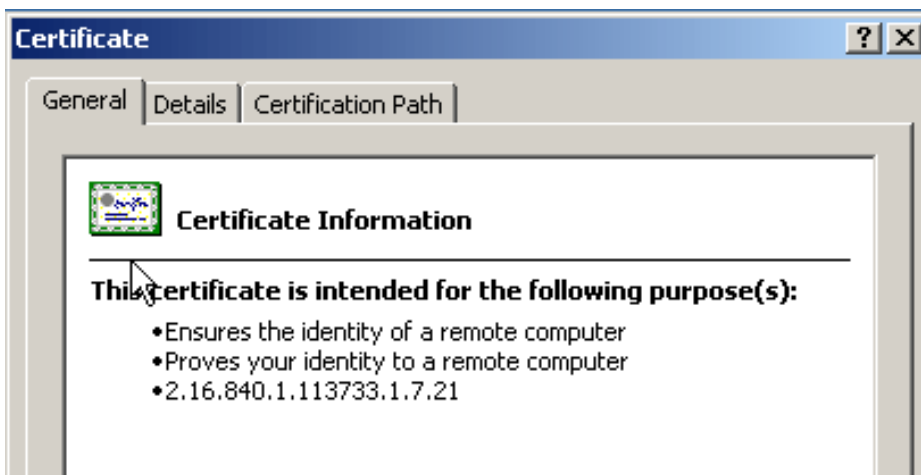 Certificate
General Details Certification Path
Certificate Information
This certificate is intended for the following purpose(s):
•Ensures the identity of a remote computer
•Proves your identity to a remote computer
•2.16.840.1.113733.1.7.21